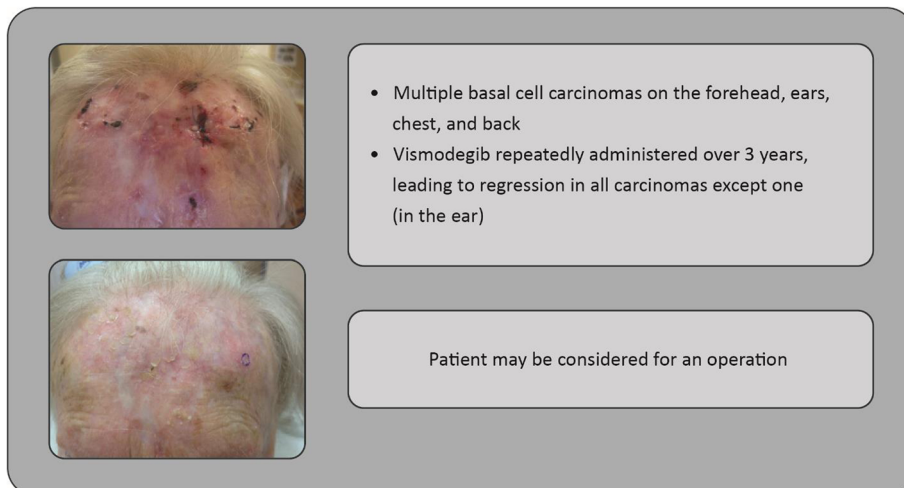 • Multiple basal cell carcinomas on the forehead, ears,
chest, and back
• Vismodegib repeatedly administered over 3 years,
leading to regression in all carcinomas except one
(in the ear)
Patient may be considered for an operation